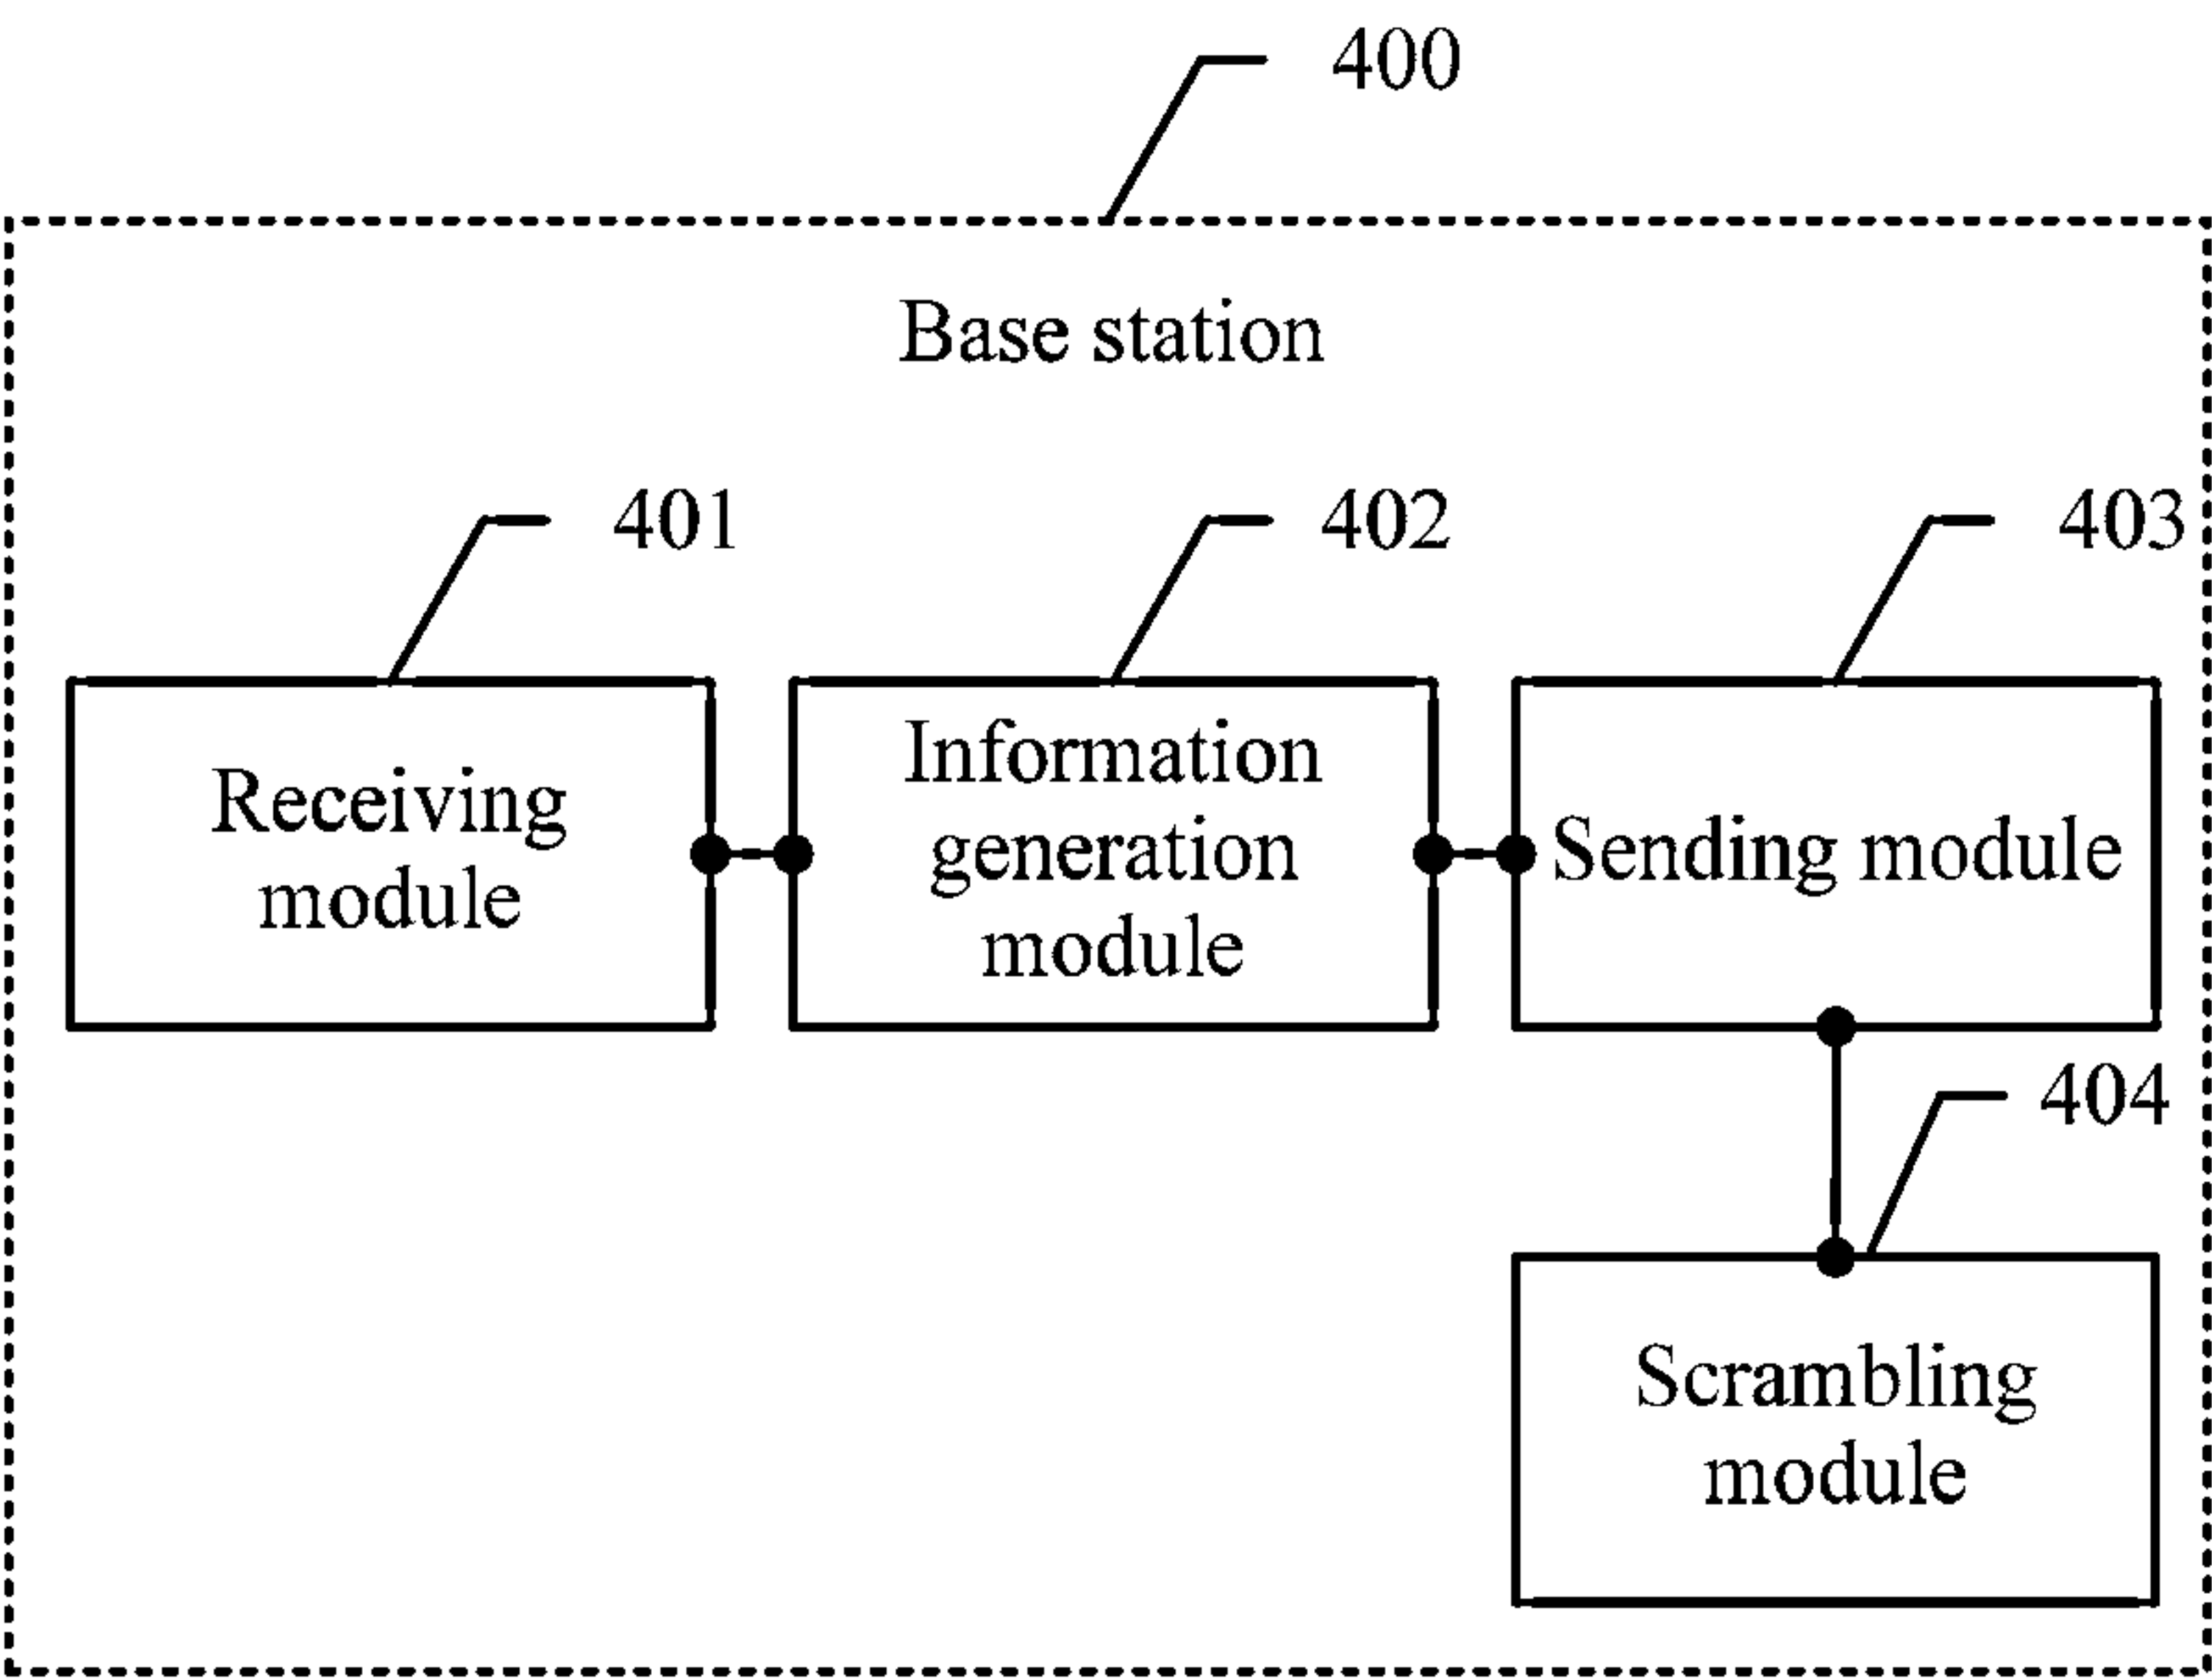 400
Base station
401
402
403
Receiving
module
Information
generation
module
Sending module
404
Scrambling
module